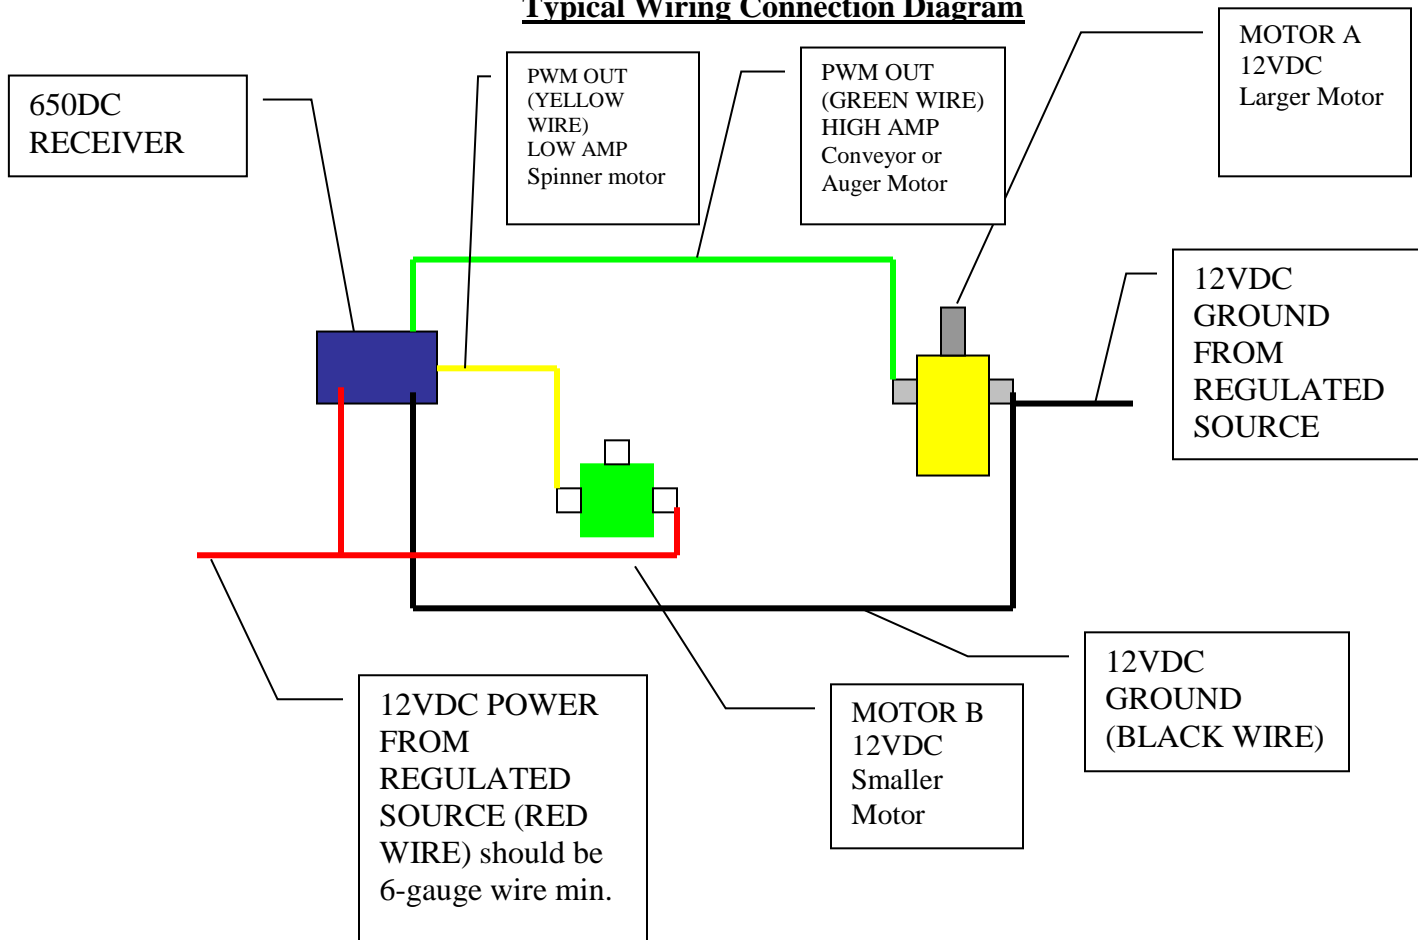 Typical Wiring Connection Diagram
650DC
RECEIVER
PWM OUT
(YELLOW
WIRE)
LOW AMP
Spinner motor
PWM OUT
(GREEN WIRE)
HIGH AMP
Conveyor or
Auger Motor
MOTOR A
12VDC
Larger Motor
12VDC
GROUND
FROM
REGULATED
SOURCE
12VDC POWER
FROM
REGULATED
SOURCE (RED
WIRE) should be
6-gauge wire min.
MOTOR B
12VDC
Smaller
Motor
12VDC
GROUND
(BLACK WIRE)